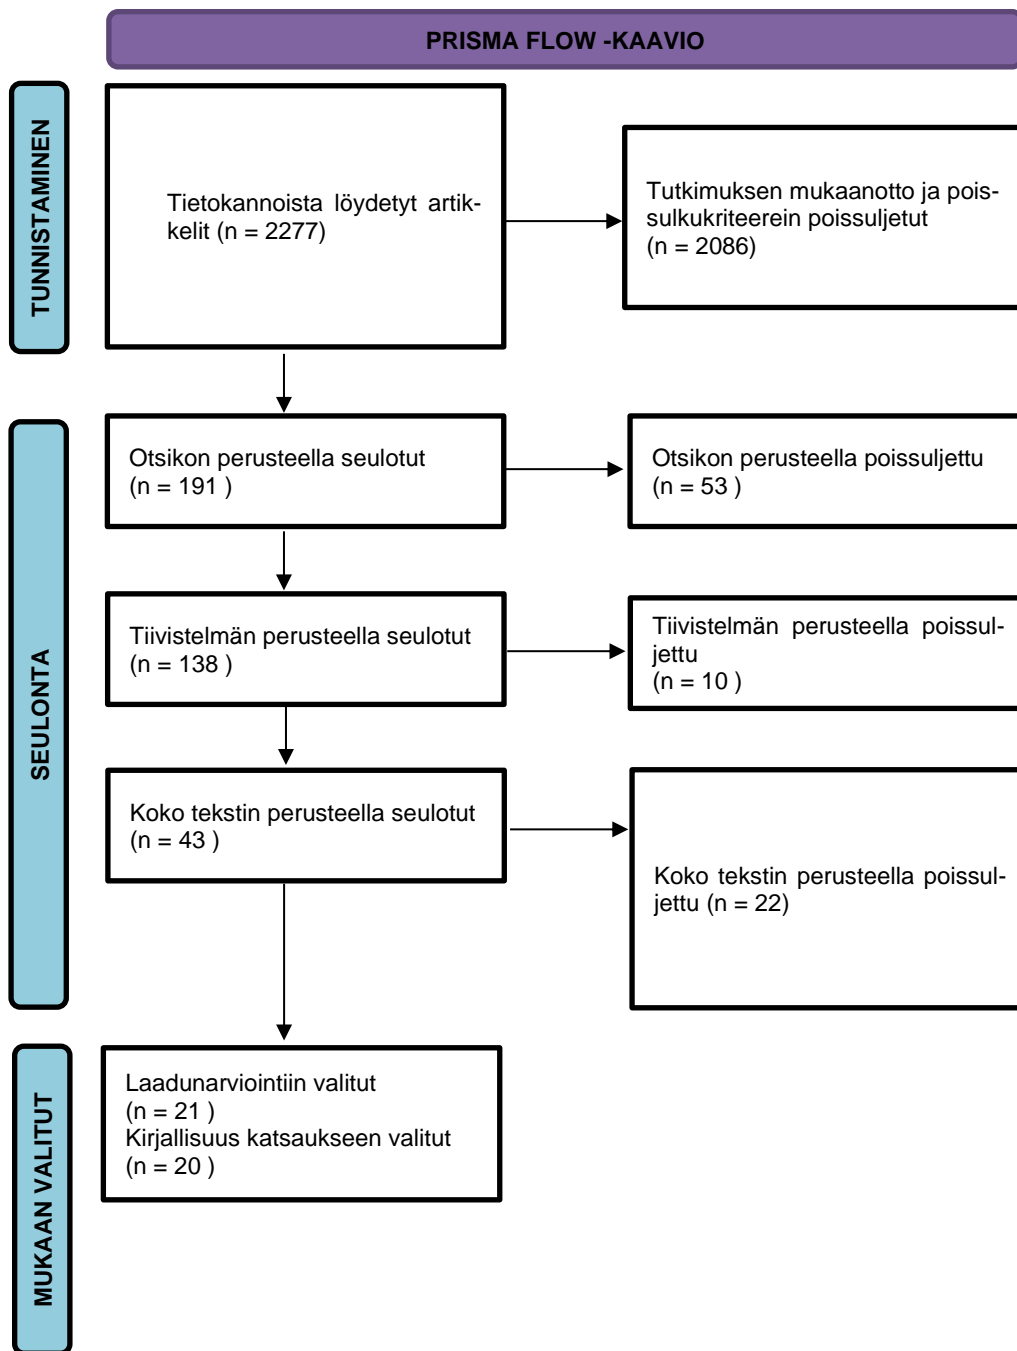 PRISMA FLOW -KAAVIO
TUNNISTAMINEN
Tietokannoista löydetyt artik-
kelit (n = 2277)
Tutkimuksen mukaanotto ja pois-
sulkukriteerein poissuljetut
(n = 2086)
SEULONTA
Otsikon perusteella seulotut
(n = 191 )
Otsikon perusteella poissuljettu
(n = 53 )
Tiivistelmän perusteella seulotut
(n = 138 )
Tiivistelmän perusteella poissul-
jettu
(n = 10 )
Koko tekstin perusteella seulotut
(n = 43 )
Koko tekstin perusteella poissul-
jettu (n = 22)
MUKAAN VALITUT
Laadunarviointiin valitut
(n = 21 )
Kirjallisuus katsaukseen valitut
(n = 20 )